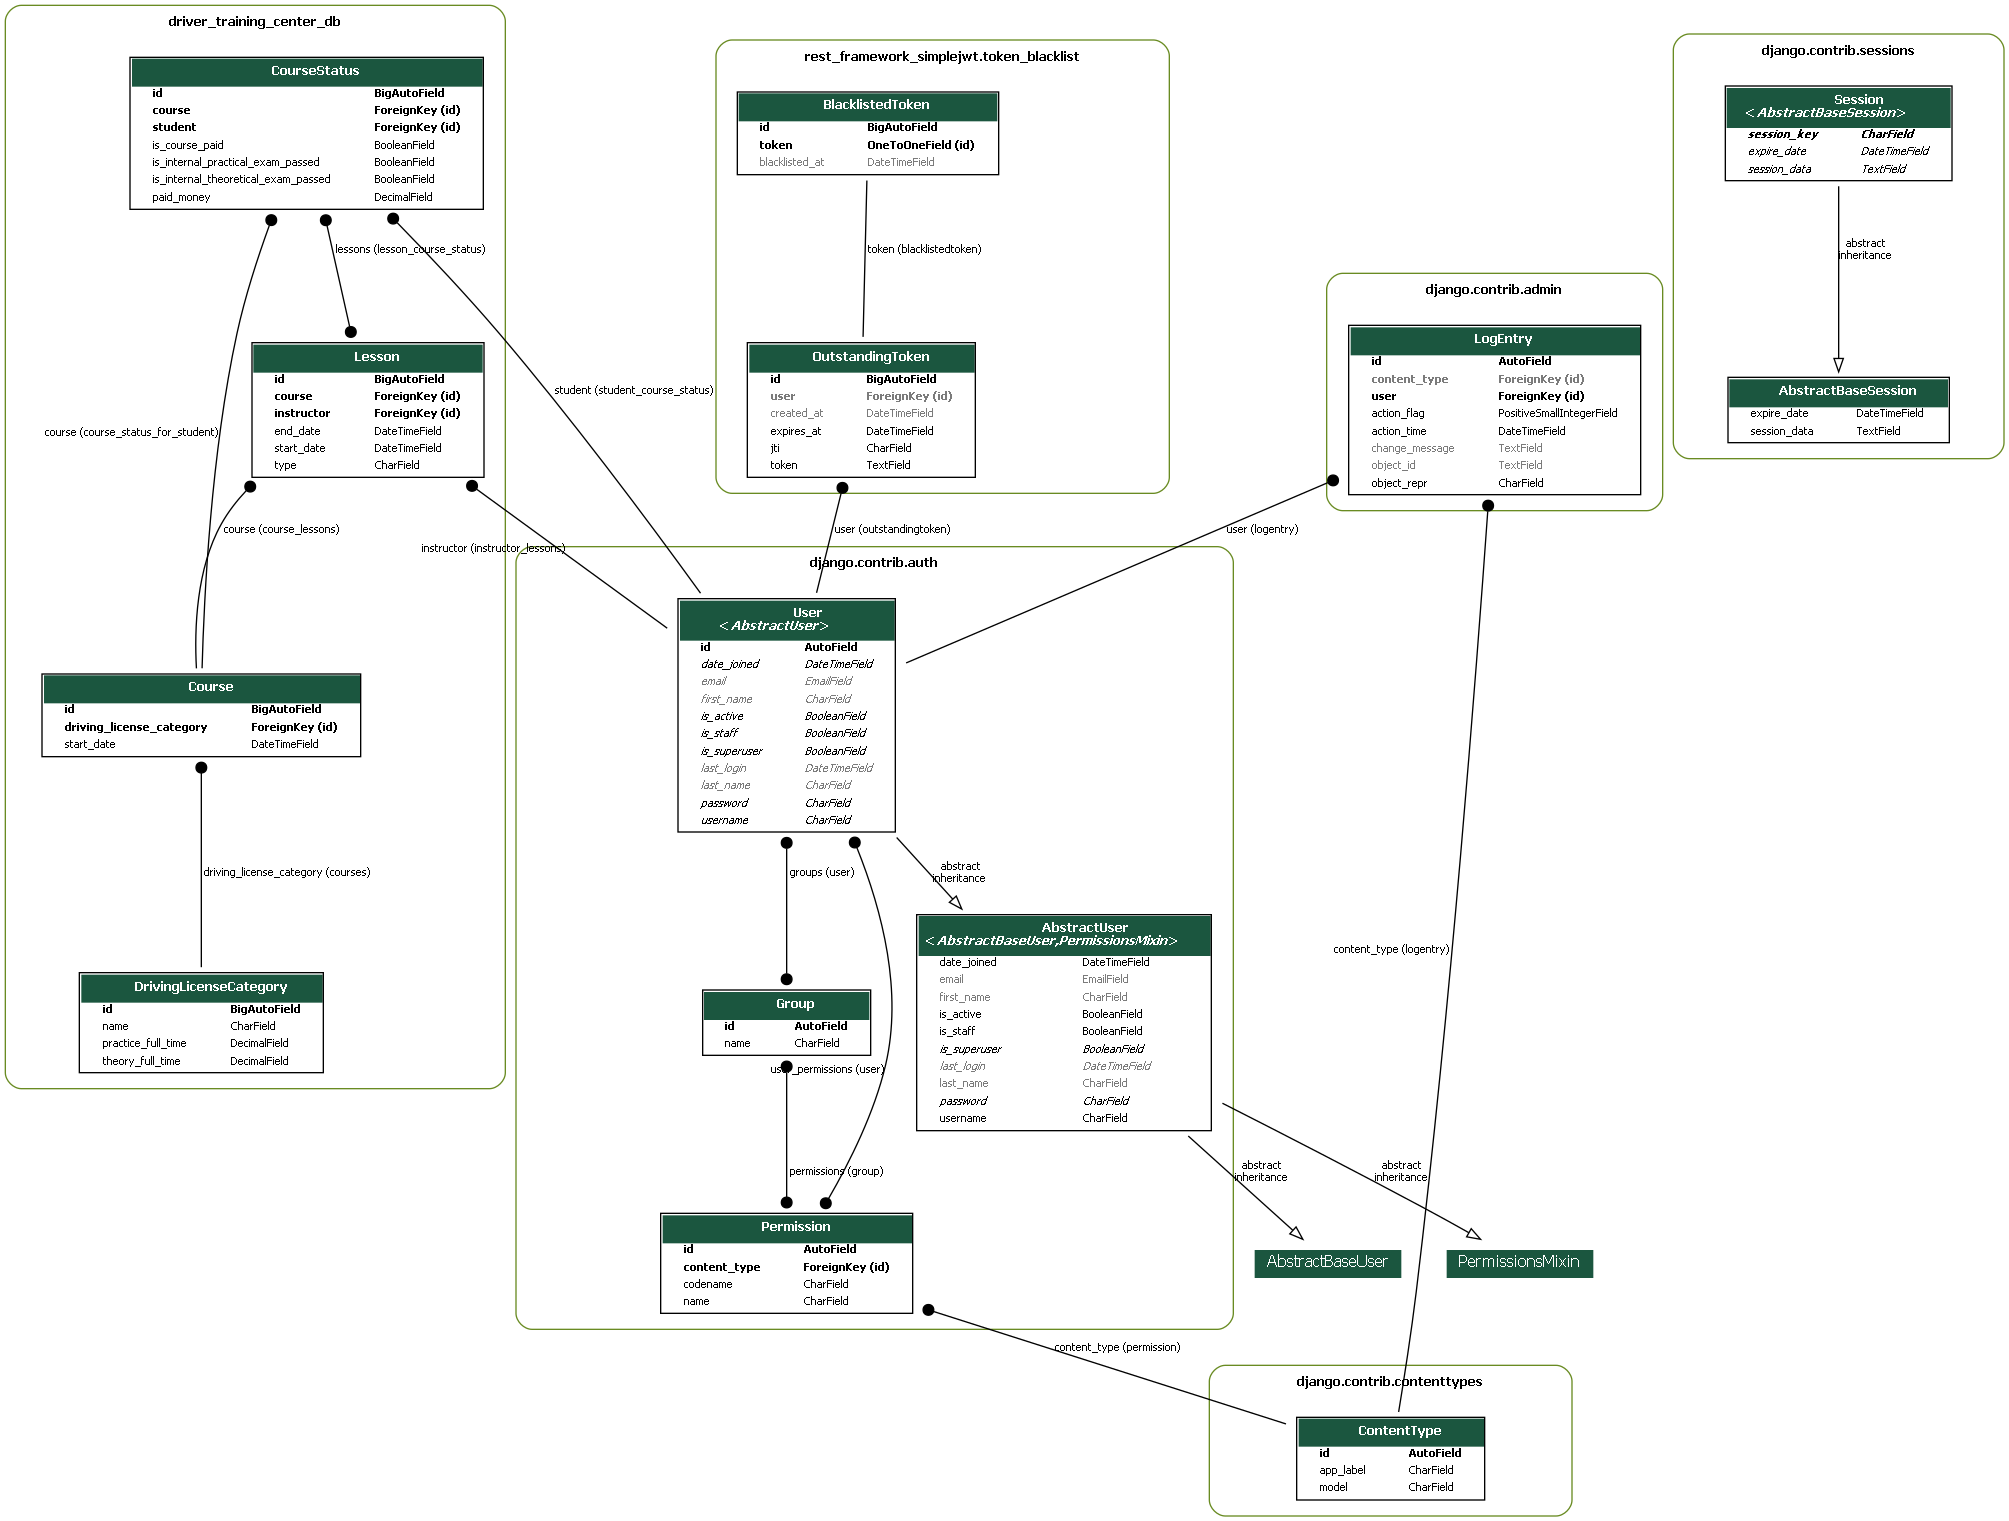 driver_training_center_db
CourseStatus
id BigAutoField
course ForeignKey (id)
student ForeignKey (id)
is_course_paid BooleanField
is_internal_practical_exam_passed BooleanField
is_internal_theoretical_exam_passed BooleanField
paid_money DecimalField
lessons (lesson_course_status)
student (student_course_status)
course (course_status_for_student)
Lesson
id BigAutoField
course ForeignKey (id)
instructor ForeignKey (id)
end_date DateTimeField
start_date DateTimeField
type CharField
course (course_lessons)
instructor (instructor_lessons)
Course
id BigAutoField
driving_license_category ForeignKey (id)
start_date DateTimeField
driving_license_category (courses)
DrivingLicenseCategory
id BigAutoField
name CharField
practice_full_time DecimalField
theory_full_time DecimalField
rest_framework_simplejwt.token_blacklist
BlacklistedToken
id BigAutoField
token OneToOneField (id)
blacklisted_at DateTimeField
token (blacklistedtoken)
OutstandingToken
id BigAutoField
user ForeignKey (id)
created_at DateTimeField
expires_at DateTimeField
jti CharField
token TextField
user (outstandingtoken)
django.contrib.admin
LogEntry
id AutoField
content_type ForeignKey (id)
user ForeignKey (id)
action_flag PositiveSmallIntegerField
action_time DateTimeField
change_message TextField
object_id TextField
object_repr CharField
user (logentry)
content_type (logentry)
django.contrib.sessions
Session
<AbstractBaseSession>
session_key CharField
expire_date DateTimeField
session_data TextField
abstract
inheritance
AbstractBaseSession
expire_date DateTimeField
session_data TextField
django.contrib.auth
User
<AbstractUser>
id AutoField
date_joined DateTimeField
email EmailField
first_name CharField
is_active BooleanField
is_staff BooleanField
is_superuser BooleanField
last_login DateTimeField
last_name CharField
password CharField
username CharField
groups (user)
abstract
inheritance
AbstractUser
<AbstractBaseUser,PermissionsMixin>
date_joined DateTimeField
email EmailField
first_name CharField
is_active BooleanField
is_staff BooleanField
is_superuser BooleanField
last_login DateTimeField
last_name CharField
password CharField
username CharField
Group
id AutoField
name CharField
user_permissions (user)
permissions (group)
Permission
id AutoField
content_type ForeignKey (id)
codename CharField
name CharField
content_type (permission)
abstract
inheritance
abstract
inheritance
AbstractBaseUser
PermissionsMixin
django.contrib.contenttypes
ContentType
id AutoField
app_label CharField
model CharField